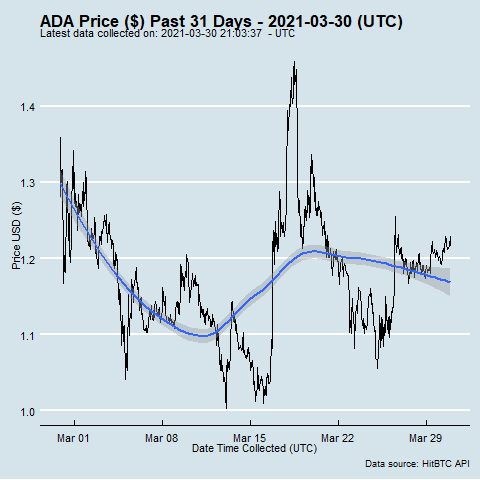 ADA Price ($) Past 31 Days - 2021-03-30 (UTC)
Latest data collected on: 2021-03-30 21:03:37  - UTC
Price USD ($)
1.4
1.3
1.2
1.1
1.0
Mar 01 Mar 08 Mar 15 Mar 22 Mar 29
Date Time Collected (UTC)
Data source: HitBTC API